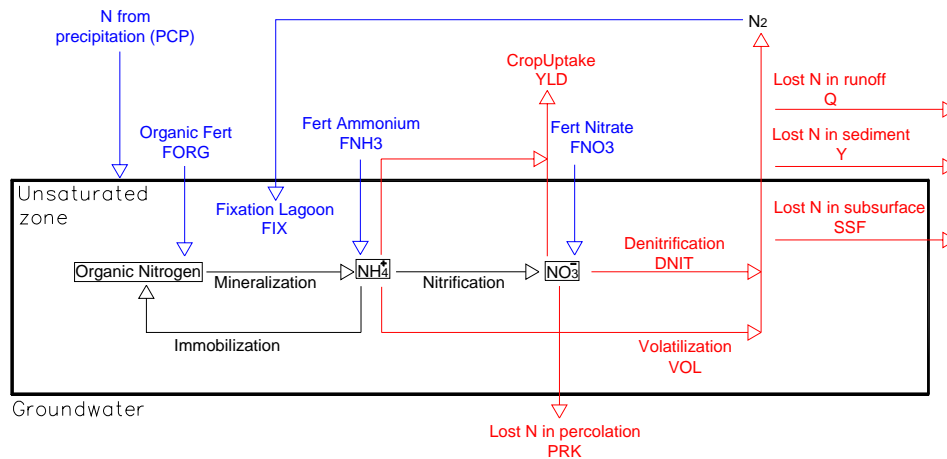 N from
precipitation (PCP)
N2
CropUptake
YLD
Lost N in runoff
Q
Organic Fert
FORG
Fert Ammonium
FNH3
Fert Nitrate
FNO3
Lost N in sediment
Y
Unsaturated
zone
Fixation Lagoon
FIX
Lost N in subsurface
SSF
Organic Nitrogen
Mineralization
NH4+
Nitrification
NO3-
Denitrification
DNIT
Immobilization
Volatilization
VOL
Groundwater
Lost N in percolation
PRK